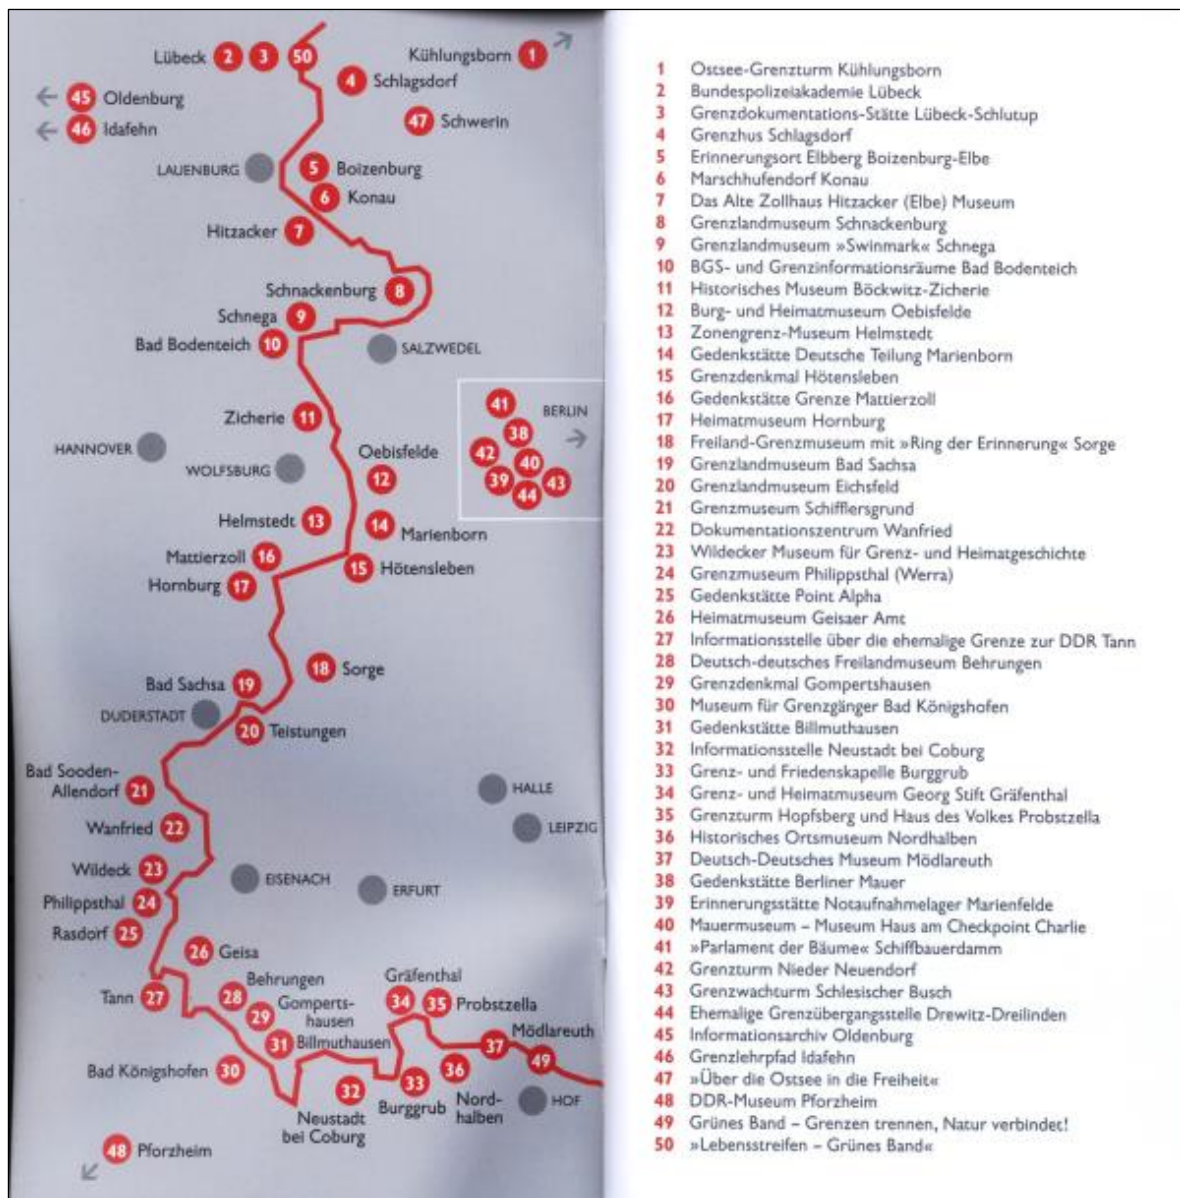 Lübeck 2 3 50
Kühlungsborn 1
4 Schlagsdorf
45 Oldenburg
46 Idafehn
47 Schwerin
LAUENBURG
5 Boizenburg
6 Konau
Hitzacker 7
Schnackenburg 8
Schnega 9
Bad Bodenteich 10
SALZWEDEL
Zicherie 11
41
BERLIN
38
42
40
39
43
44
HANNOVER
WOLFSBURG
Oebisfelde
12
Helmstedt 13
14
Marienborn
Mattierzoll 16
15 Hötensleben
Hornburg 17
18 Sorge
Bad Sachsa 19
DUDERSTADT
20 Teistungen
Bad Sooden-
Allendorf 21
HALLE
Wanfried 22
LEIPZIG
Wildeck 23
EISENACH
ERFURT
Philippsthal 24
Rasdorf 25
26 Geisa
Tann 27
Behrungen
28
Gomperts-
hausen
29
31 Billmuthausen
Gräfenthal
34
35 Probstzella
Mödlareuth
37
49
Bad Königshofen 30
32
Neustadt
bei Coburg
33
Burggrub
36
Nord-
halben
HOF
48 Pforzheim
1 Ostsee-Grenzturm Kühlungsborn
2 Bundespolizeiakademie Lübeck
3 Grenzdokumentations-Stätte Lübeck-Schlutup
4 Grenzhus Schlagsdorf
5 Erinnerungsort Elbberg Boizenburg-Elbe
6 Marschhufendorf Konau
7 Das Alte Zollhaus Hitzacker (Elbe) Museum
8 Grenzlandmuseum Schnackenburg
9 Grenzlandmuseum »Swinmark« Schnega
10 BGS- und Grenzinformationsräume Bad Bodenteich
11 Historisches Museum Böckwitz-Zicherie
12 Burg- und Heimatmuseum Oebisfelde
13 Zonengrenz-Museum Helmstedt
14 Gedenkstätte Deutsche Teilung Marienborn
15 Grenzdenkmal Hötensleben
16 Gedenkstätte Grenze Mattierzoll
17 Heimatmuseum Hornburg
18 Freiland-Grenzmuseum mit »Ring der Erinnerung« Sorge
19 Grenzlandmuseum Bad Sachsa
20 Grenzlandmuseum Eichsfeld
21 Grenzmuseum Schifflersgrund
22 Dokumentationszentrum Wanfried
23 Wildecker Museum für Grenz- und Heimatgeschichte
24 Grenzmuseum Philippsthal (Werra)
25 Gedenkstätte Point Alpha
26 Heimatmuseum Geisaer Amt
27 Informationsstelle über die ehemalige Grenze zur DDR Tann
28 Deutsch-deutsches Freilandmuseum Behrungen
29 Grenzdenkmal Gompertshausen
30 Museum für Grenzgänger Bad Königshofen
31 Gedenkstätte Billmuthausen
32 Informationsstelle Neustadt bei Coburg
33 Grenz- und Friedenskapelle Burggrub
34 Grenz- und Heimatmuseum Georg Stift Gräfenthal
35 Grenzturm Hopfsberg und Haus des Volkes Probstzella
36 Historisches Ortsmuseum Nordhalben
37 Deutsch-Deutsches Museum Mödlareuth
38 Gedenkstätte Berliner Mauer
39 Erinnerungsstätte Notaufnahmelager Marienfelde
40 Mauermuseum – Museum Haus am Checkpoint Charlie
41 »Parlament der Bäume« Schiffbauerdamm
42 Grenzturm Nieder Neuendorf
43 Grenzwachturm Schlesischer Busch
44 Ehemalige Grenzübergangsstelle Drewitz-Dreilinden
45 Informationsarchiv Oldenburg
46 Grenzlehrpfad Idafehn
47 »Über die Ostsee in die Freiheit«
48 DDR-Museum Pforzheim
49 Grünes Band – Grenzen trennen, Natur verbindet!
50 »Lebensstreifen – Grünes Band«